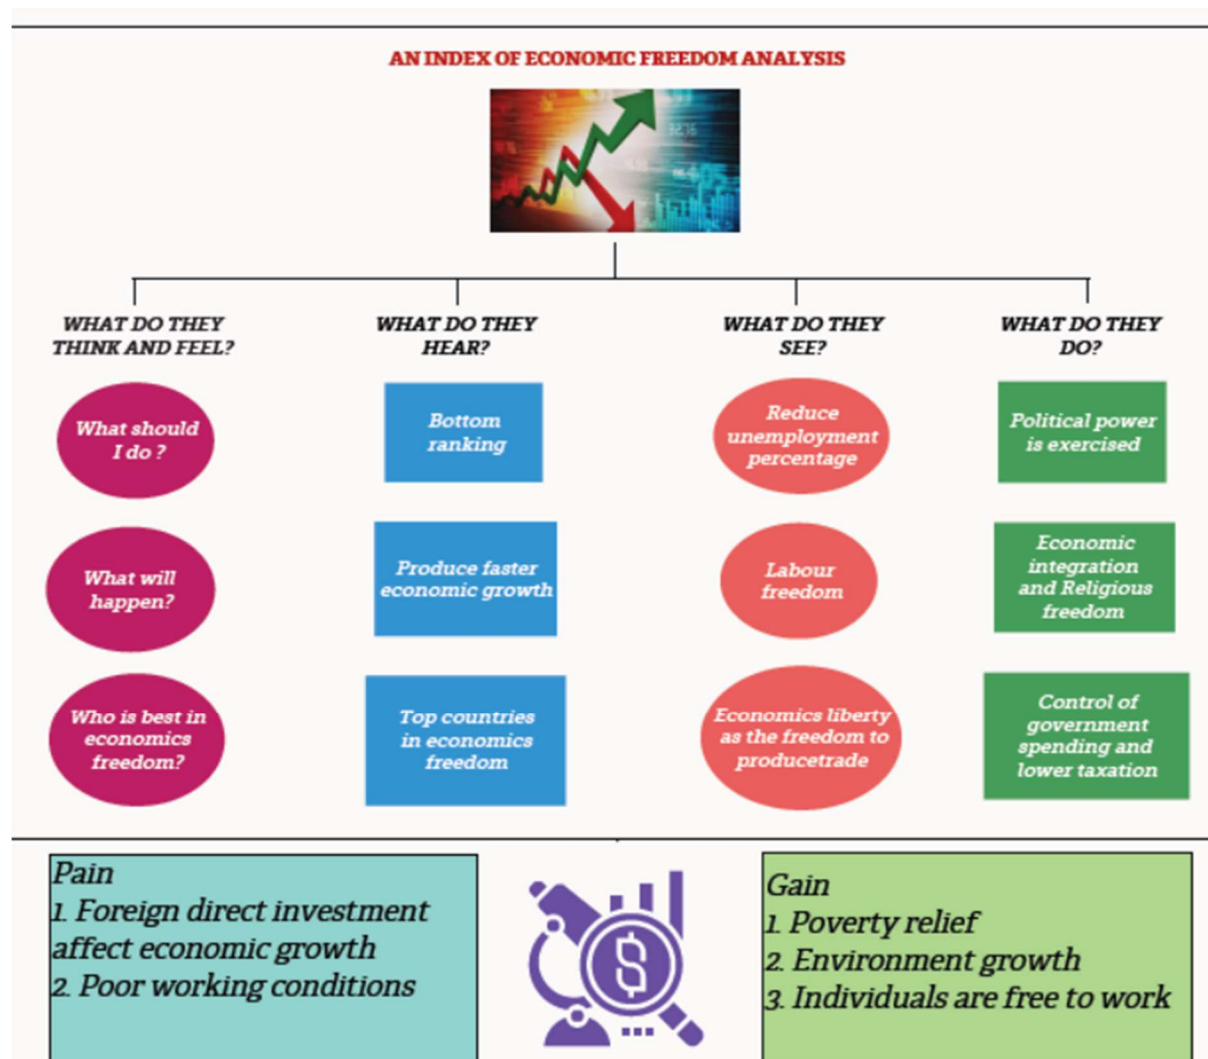 AN INDEX OF ECONOMIC FREEDOM ANALYSIS
WHAT DO THEY
THINK AND FEEL?
What should
I do ?
What will
happen?
Who is best in
economics
freedom?
WHAT DO THEY
HEAR?
Bottom
ranking
Produce faster
economic growth
Top countries
in economics
freedom
WHAT DO THEY
SEE?
Reduce
unemployment
percentage
Labour
freedom
Economics liberty
as the freedom to
producetrade
WHAT DO THEY
DO?
Political power
is exercised
Economic
integration
and Religious
freedom
Control of
government
spending and
lower taxation
Pain
1. Foreign direct investment
affect economic growth
2. Poor working conditions
Gain
1. Poverty relief
2. Environment growth
3. Individuals are free to work